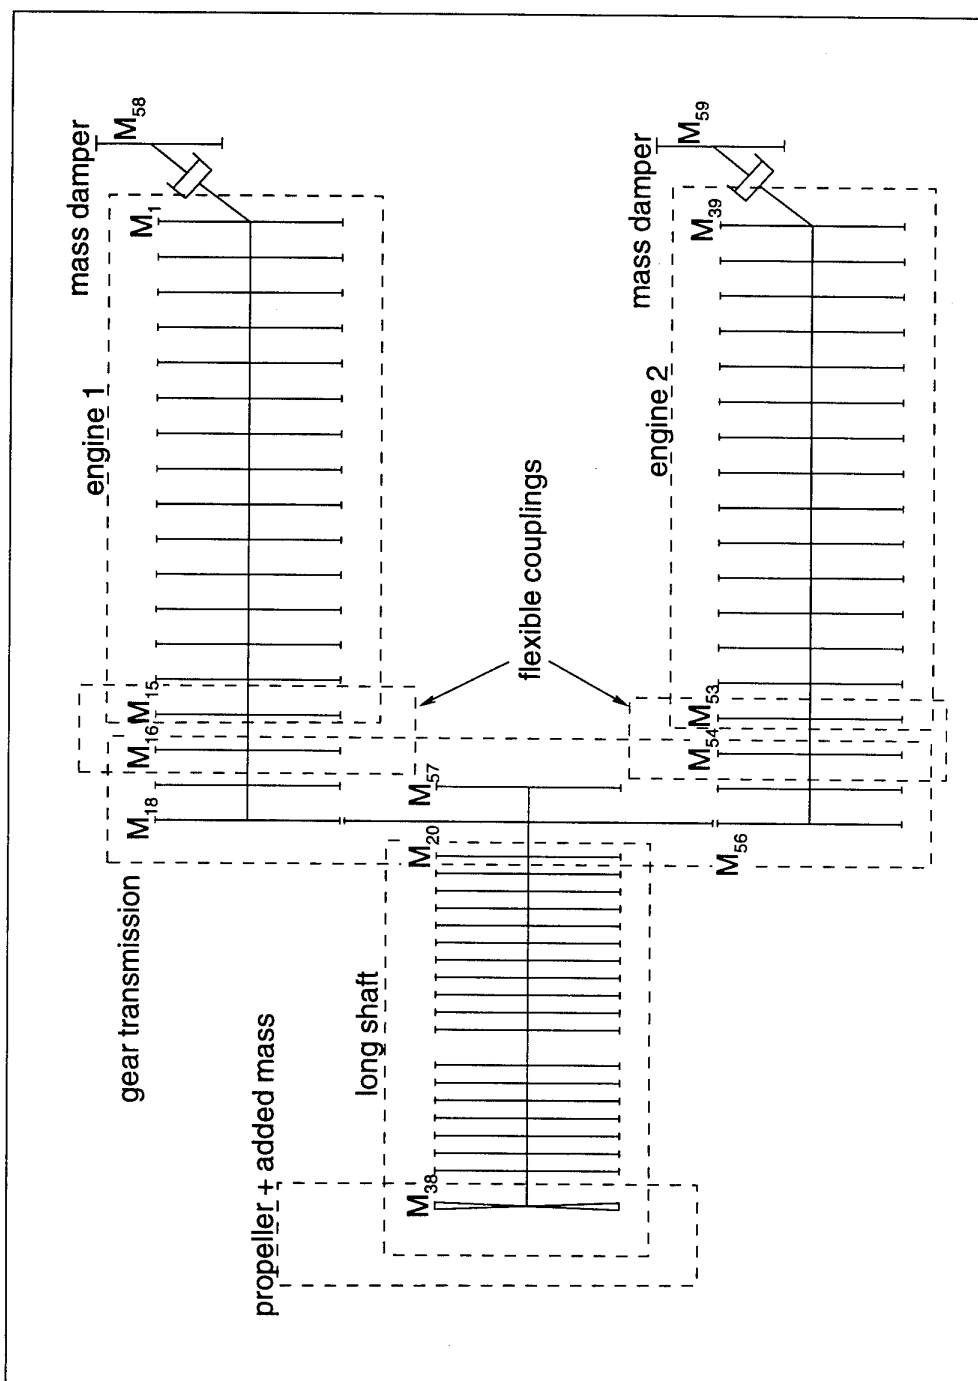 mass damper
M58
M1
engine 1
M15
M16
M18
gear transmission
mass damper
M59
M39
engine 2
M53
M54
M56
flexible couplings
M57
M20
long shaft
M38
propeller + added mass